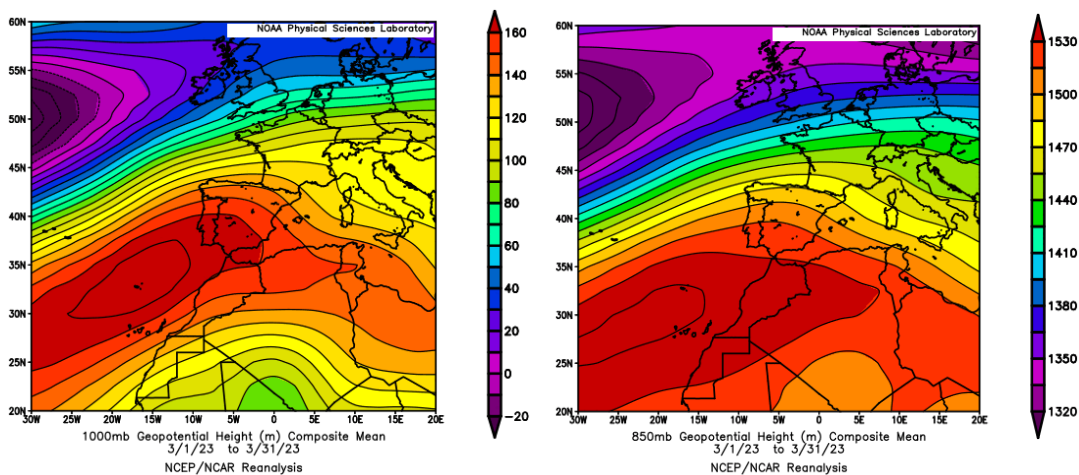 NOAA Physical Sciences Laboratory
60N
55N
50N
45N
40N
35N
30N
25N
20N
30W 25W 20W 15W 10W 5W 0 5E 10E 15E 20E
160
140
120
100
80
60
40
20
0
−20
1000mb Geopotential Height (m) Composite Mean
3/1/23 to 3/31/23
NCEP/NCAR Reanalysis
NOAA Physical Sciences Laboratory
60N
55N
50N
45N
40N
35N
30N
25N
20N
30W 25W 20W 15W 10W 5W 0 5E 10E 15E 20E
1530
1500
1470
1440
1410
1380
1350
1320
850mb Geopotential Height (m) Composite Mean
3/1/23 to 3/31/23
NCEP/NCAR Reanalysis